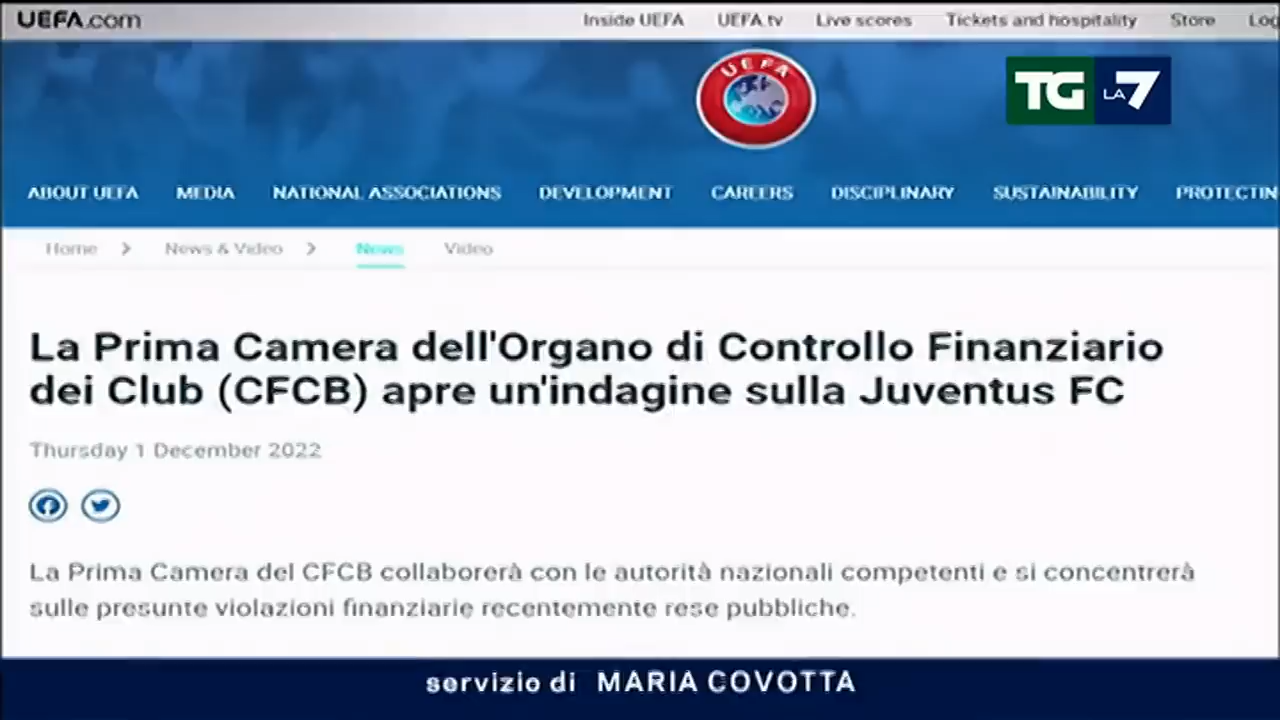 UEFA.com Inside UEFA UEFA.tv Live scores Tickets and hospitality Store Log
UEFA
TG LA7
ABOUT UEFA MEDIA NATIONAL ASSOCIATIONS DEVELOPMENT CAREERS DISCIPLINARY SUSTAINABILITY PROTECTIN
Home > News & Video > News Video
La Prima Camera dell'Organo di Controllo Finanziario
dei Club (CFCB) apre un'indagine sulla Juventus FC
Thursday 1 December 2022
La Prima Camera del CFCB collaborerà con le autorità nazionali competenti e si concentrerà
sulle presunte violazioni finanziarie recentemente rese pubbliche.
servizio di MARIA COVOTTA